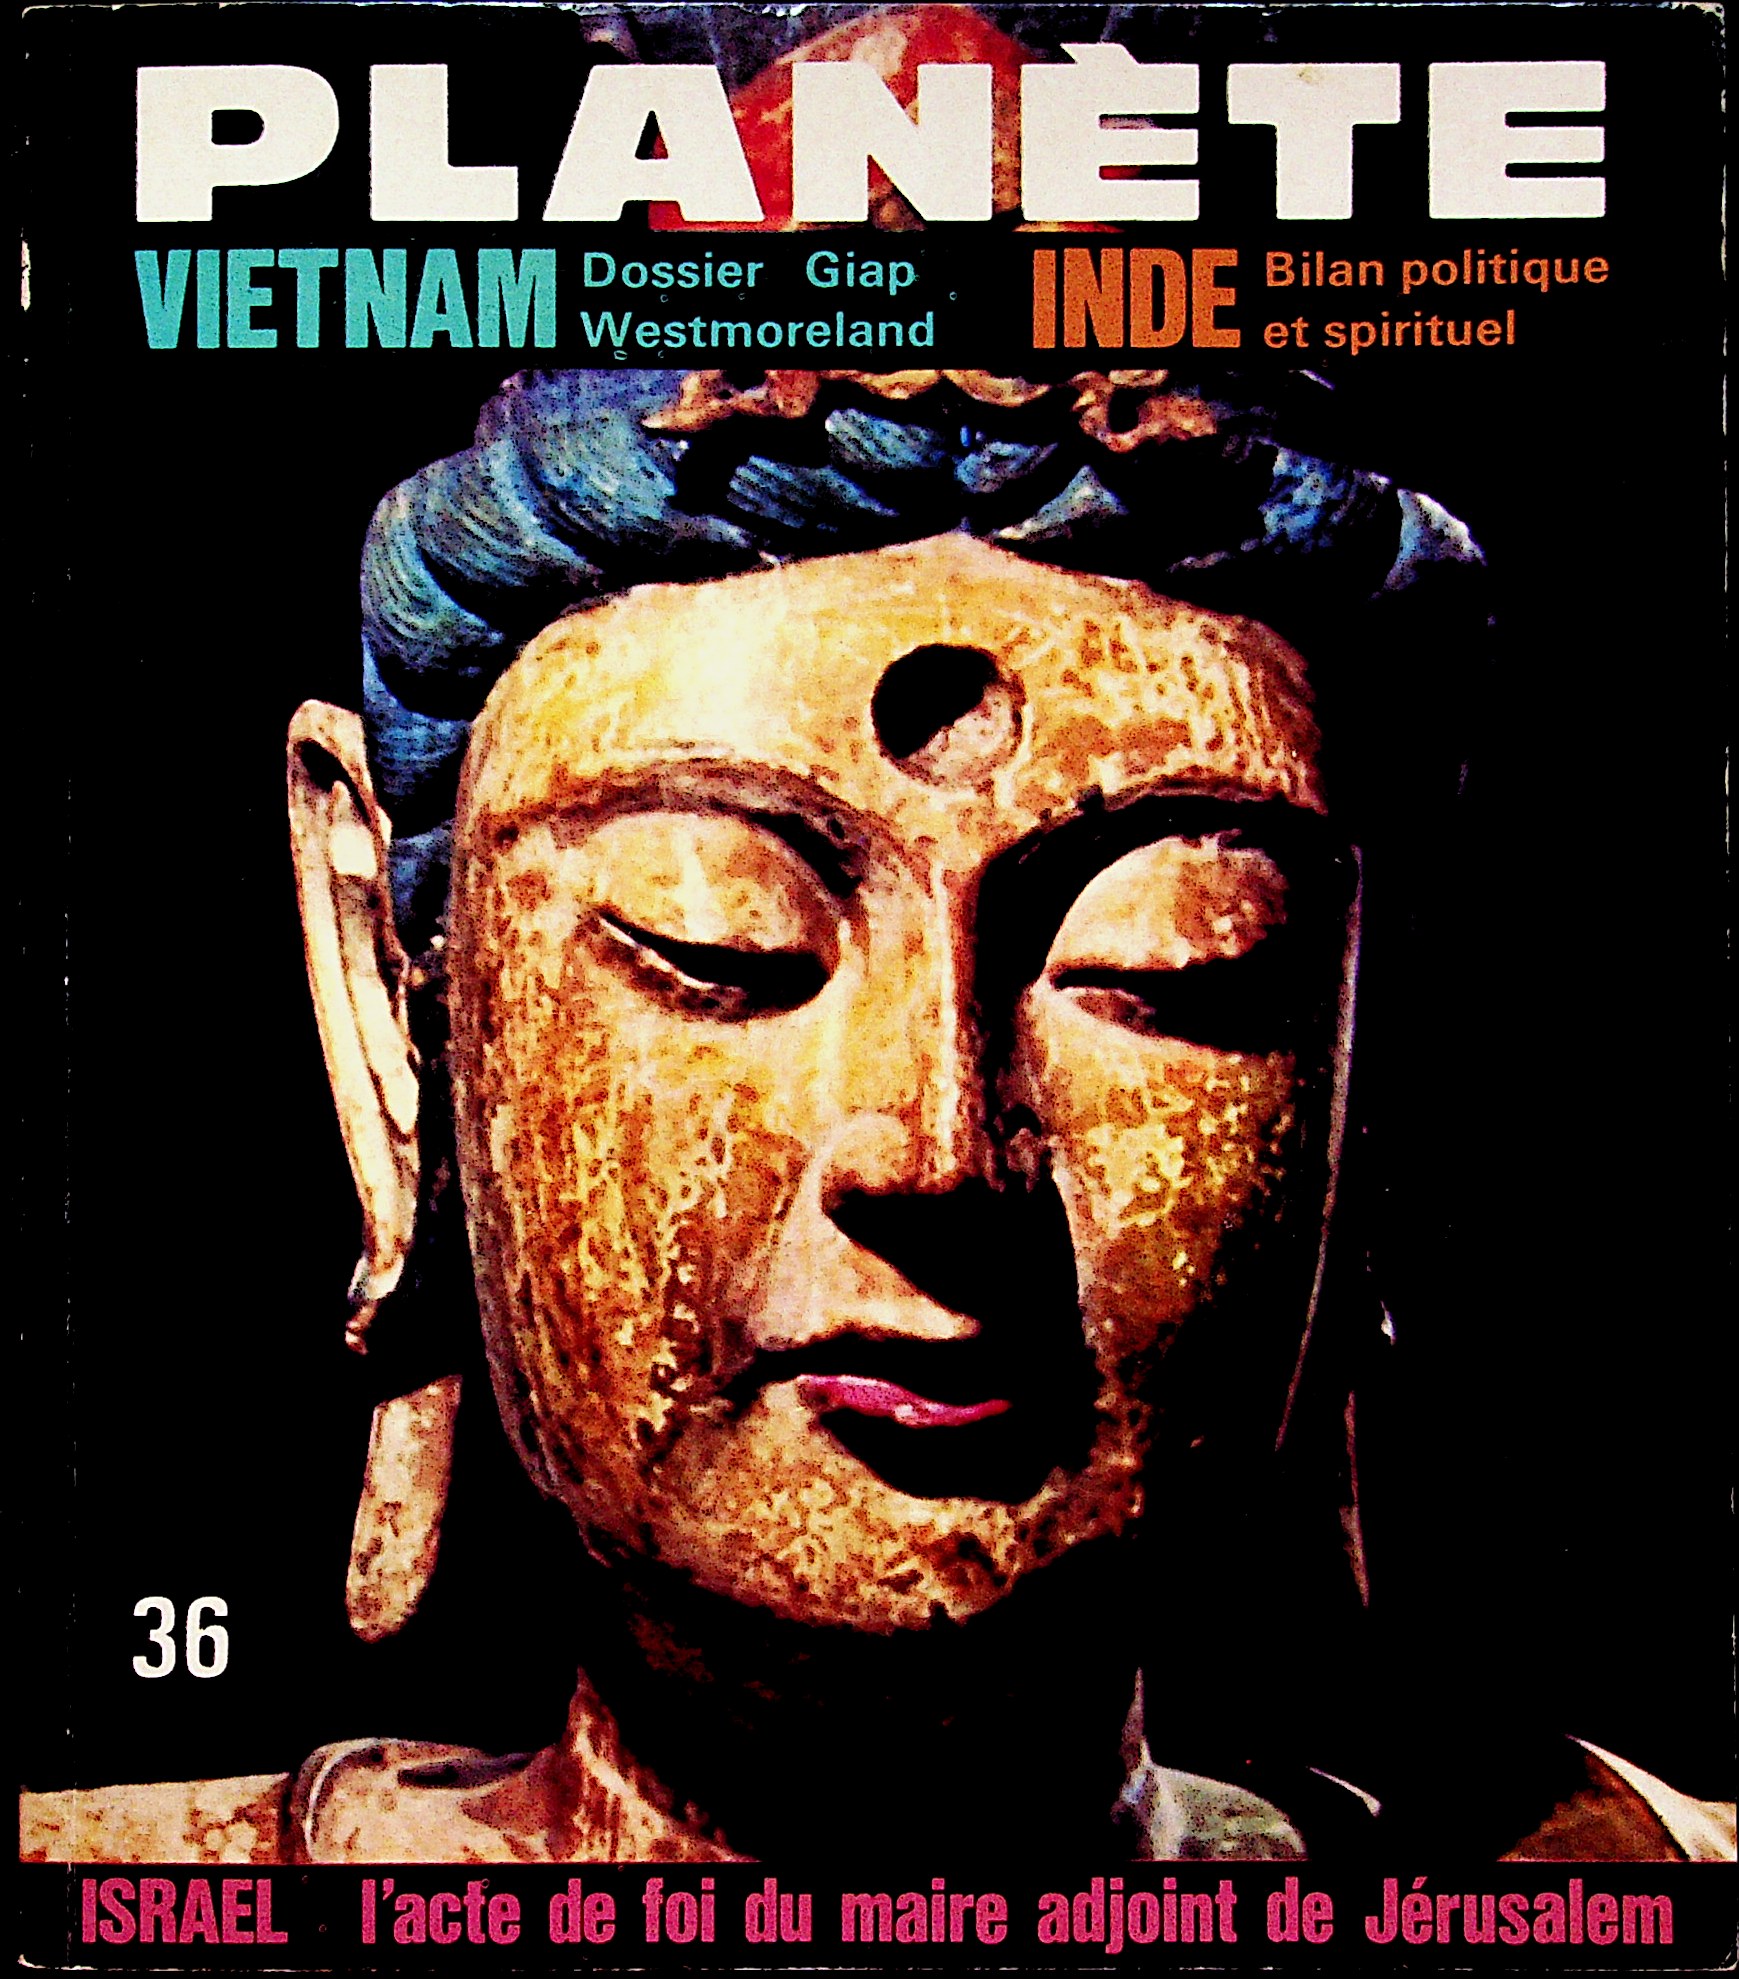 PLANÈTE
VIETNAM Dossier Giap
Westmoreland
INDE Bilan politique
et spirituel
36
ISRAEL l'acte de foi du maire adjoint de Jérusalem